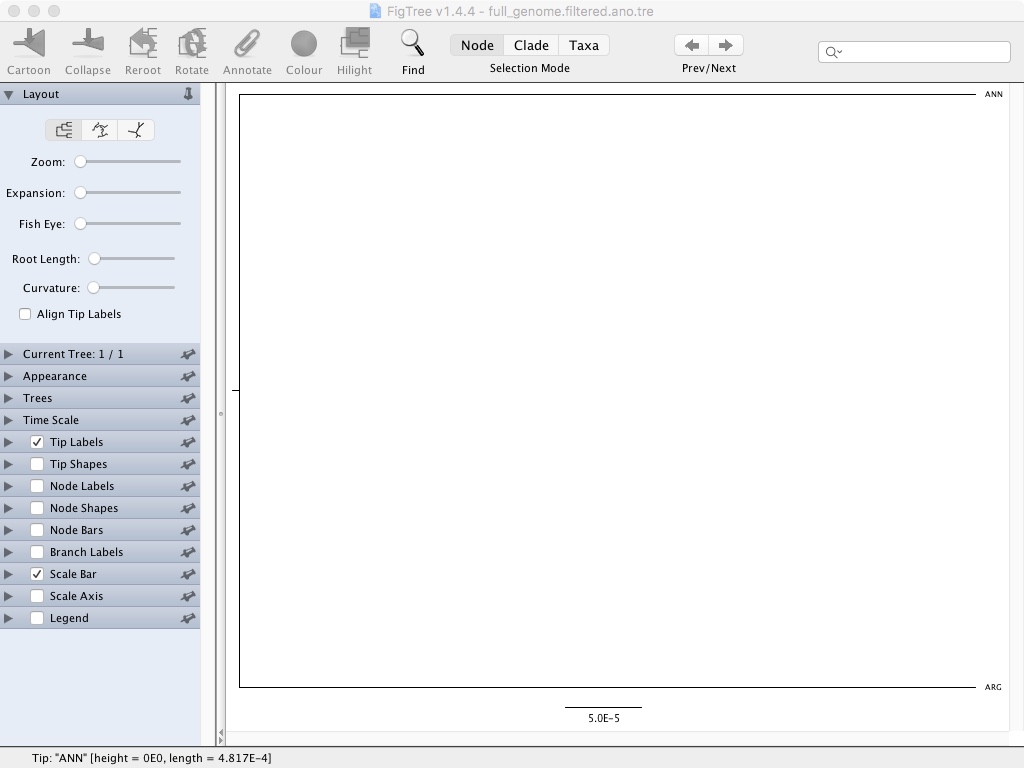 FigTree v1.4.4 - full_genome.filtered.ano.tre
Cartoon Collapse Reroot Rotate Annotate Colour Hilight Find
Node Clade Taxa
Selection Mode
Prev/Next
Layout
Zoom:
Expansion:
Fish Eye:
Root Length:
Curvature:
Align Tip Labels
Current Tree: 1 / 1
Appearance
Trees
Time Scale
Tip Labels
Tip Shapes
Node Labels
Node Shapes
Node Bars
Branch Labels
Scale Bar
Scale Axis
Legend
ANN
ARG
5.0E-5
Tip: "ANN" [height = 0E0, length = 4.817E-4]